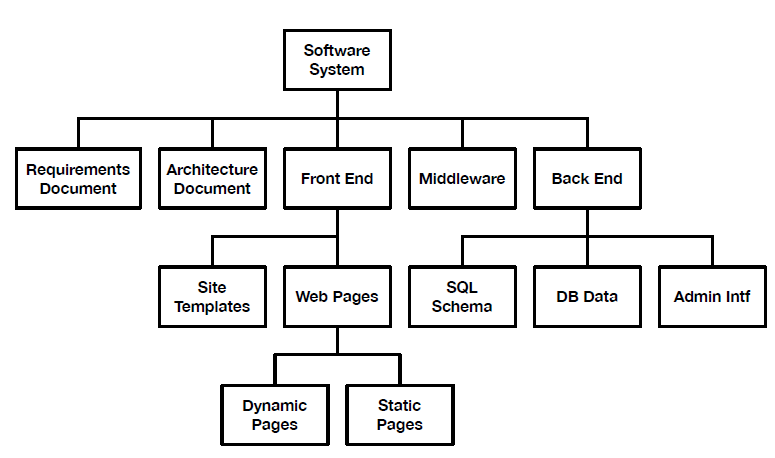 Software
System
Requirements
Document
Architecture
Document
Front End
Middleware
Back End
Site
Templates
Web Pages
SQL
Schema
DB Data
Admin Intf
Dynamic
Pages
Static
Pages